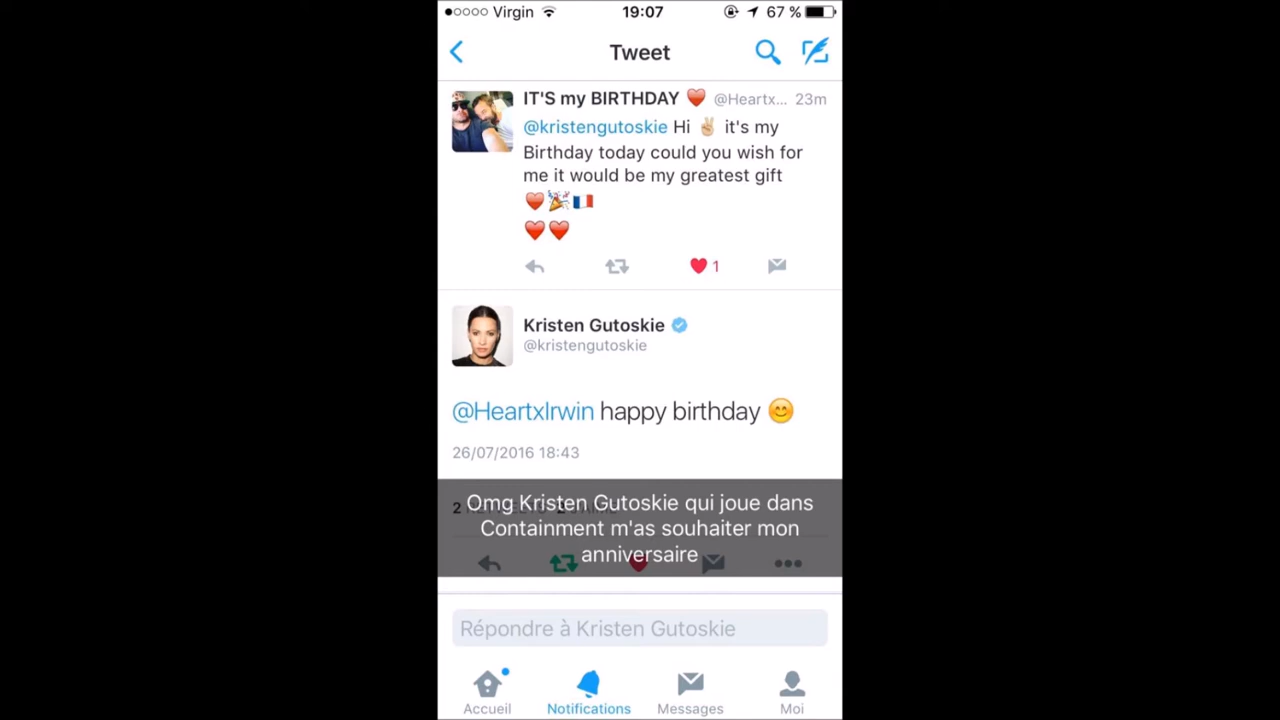 Virgin 19:07 67 %
Tweet
IT'S my BIRTHDAY ❤️ @Heartx... 23m
@kristengutoskie Hi ✌🏼 it's my
Birthday today could you wish for
me it would be my greatest gift
❤️🎉🇫🇷
❤️❤️
1
Kristen Gutoskie
@kristengutoskie
@HeartxIrwin happy birthday 😊
26/07/2016 18:43
Omg Kristen Gutoskie qui joue dans
Containment m'as souhaiter mon
anniversaire
Répondre à Kristen Gutoskie
Accueil Notifications Messages Moi